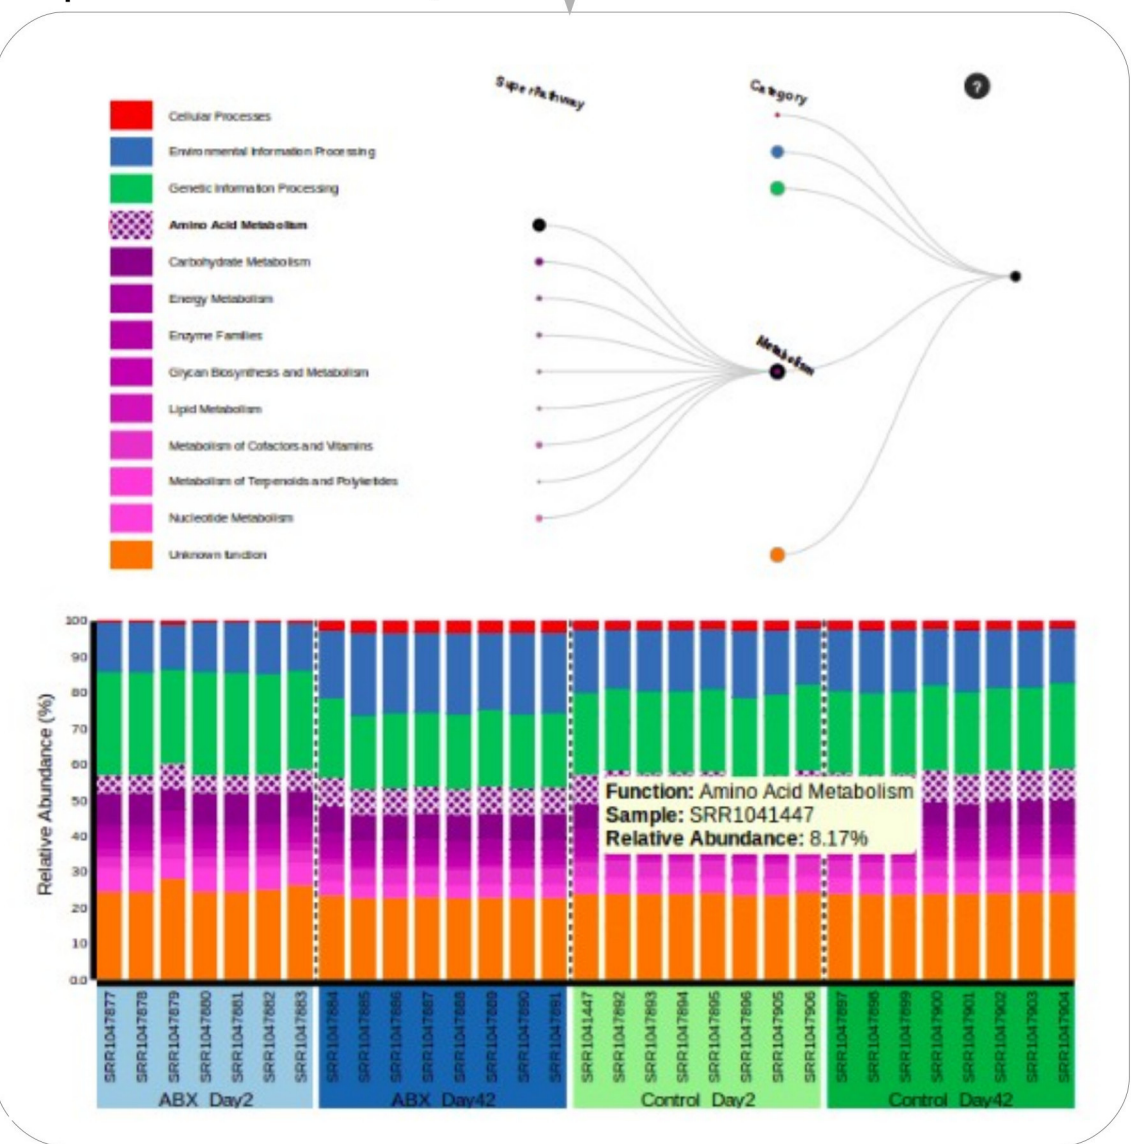 SuperPathway
Category
?
Cellular Processes
Environmental Information Processing
Genetic Information Processing
Amino Acid Metabolism
Carbohydrate Metabolism
Energy Metabolism
Enzyme Families
Glycan Biosynthesis and Metabolism
Lipid Metabolism
Metabolism of Cofactors and Vitamins
Metabolism of Terpenoids and Polyketides
Nucleotide Metabolism
Unknown function
Metabolism
Relative Abundance (%)
100
90
80
70
60
50
40
30
20
10
0.0
Function: Amino Acid Metabolism
Sample: SRR1041447
Relative Abundance: 8.17%
SRR1047877
SRR1047878
SRR1047879
SRR1047880
SRR1047881
SRR1047882
SRR1047883
SRR1047884
SRR1047885
SRR1047886
SRR1047887
SRR1047888
SRR1047889
SRR1047890
SRR1047891
SRR1041447
SRR1047892
SRR1047893
SRR1047894
SRR1047895
SRR1047896
SRR1047905
SRR1047906
SRR1047897
SRR1047898
SRR1047899
SRR1047900
SRR1047901
SRR1047902
SRR1047903
SRR1047904
ABX Day2
ABX Day42
Control Day2
Control Day42